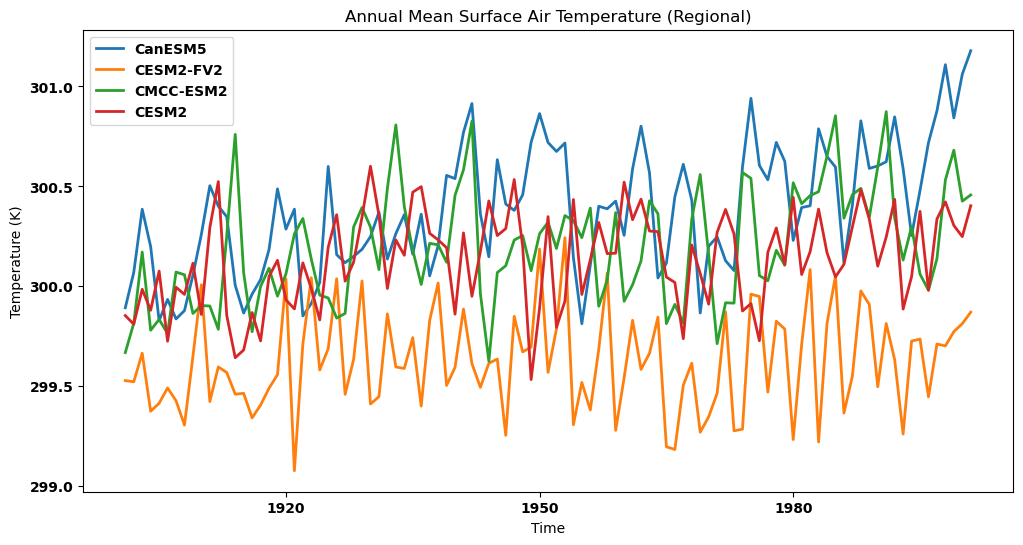 Annual Mean Surface Air Temperature (Regional)
CanESM5
CESM2-FV2
CMCC-ESM2
CESM2
Temperature (K)
301.0
300.5
300.0
299.5
299.0
1920
1950
1980
Time